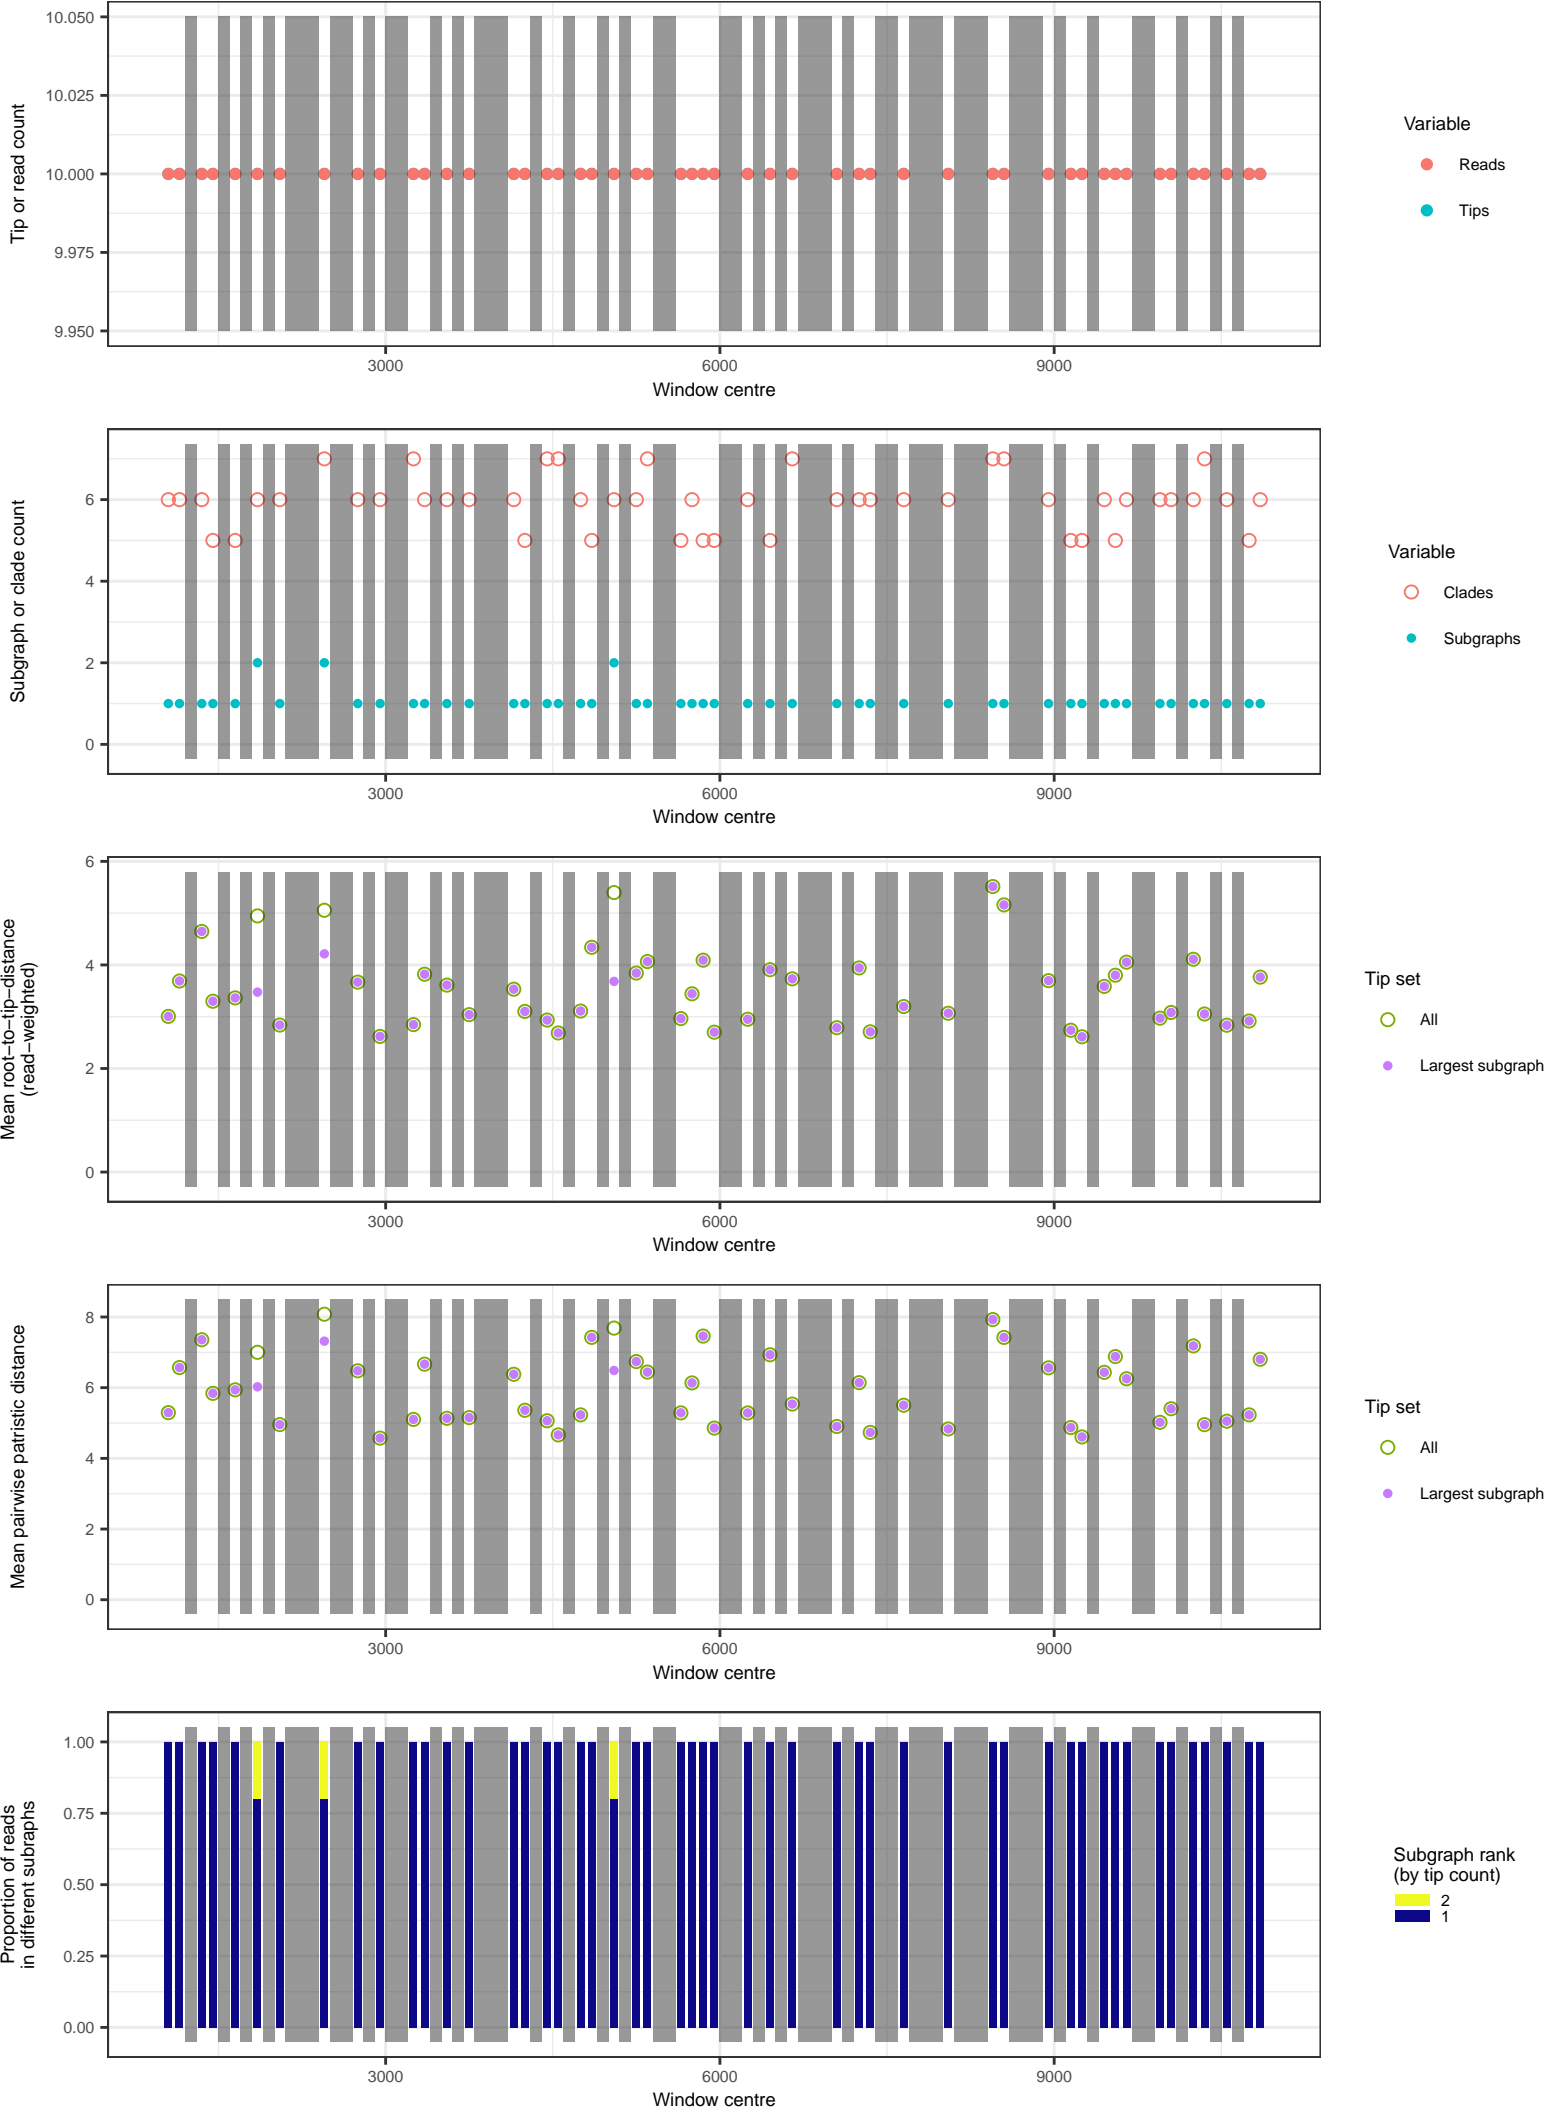 Tip or read count
10.050
10.025
10.000
9.975
9.950
3000 6000 9000
Window centre
Variable
Reads
Tips
Subgraph or clade count
6
4
2
0
3000 6000 9000
Window centre
Variable
Clades
Subgraphs
Mean root−to−tip−distance
(read−weighted)
6
4
2
0
3000 6000 9000
Window centre
Tip set
All
Largest subgraph
Mean pairwise patristic distance
8
6
4
2
0
3000 6000 9000
Window centre
Tip set
All
Largest subgraph
Proportion of reads
in different subraphs
1.00
0.75
0.50
0.25
0.00
3000 6000 9000
Window centre
Subgraph rank
(by tip count)
2
1